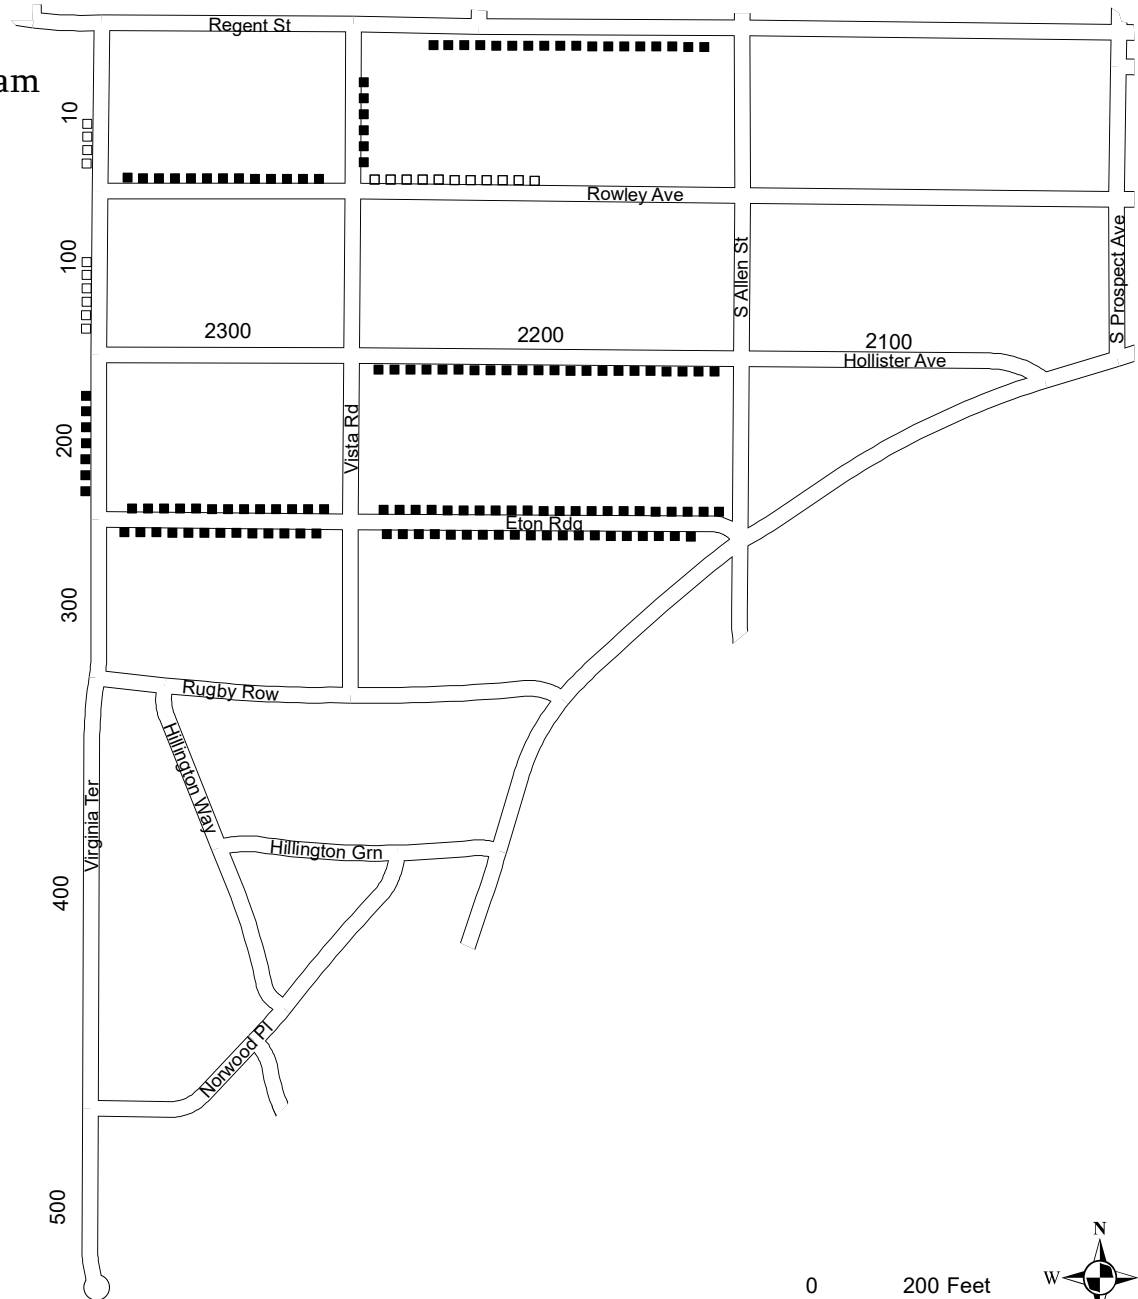 Regent St
am
10
Rowley Ave
100
S Allen St
S Prospect Ave
2300
2200
2100
Hollister Ave
Vista Rd
200
Eton Rdg
300
Rugby Row
Hillington Way
Virginia Ter
Hillington Grn
400
Norwood Pl
500
N
W
0
200 Feet